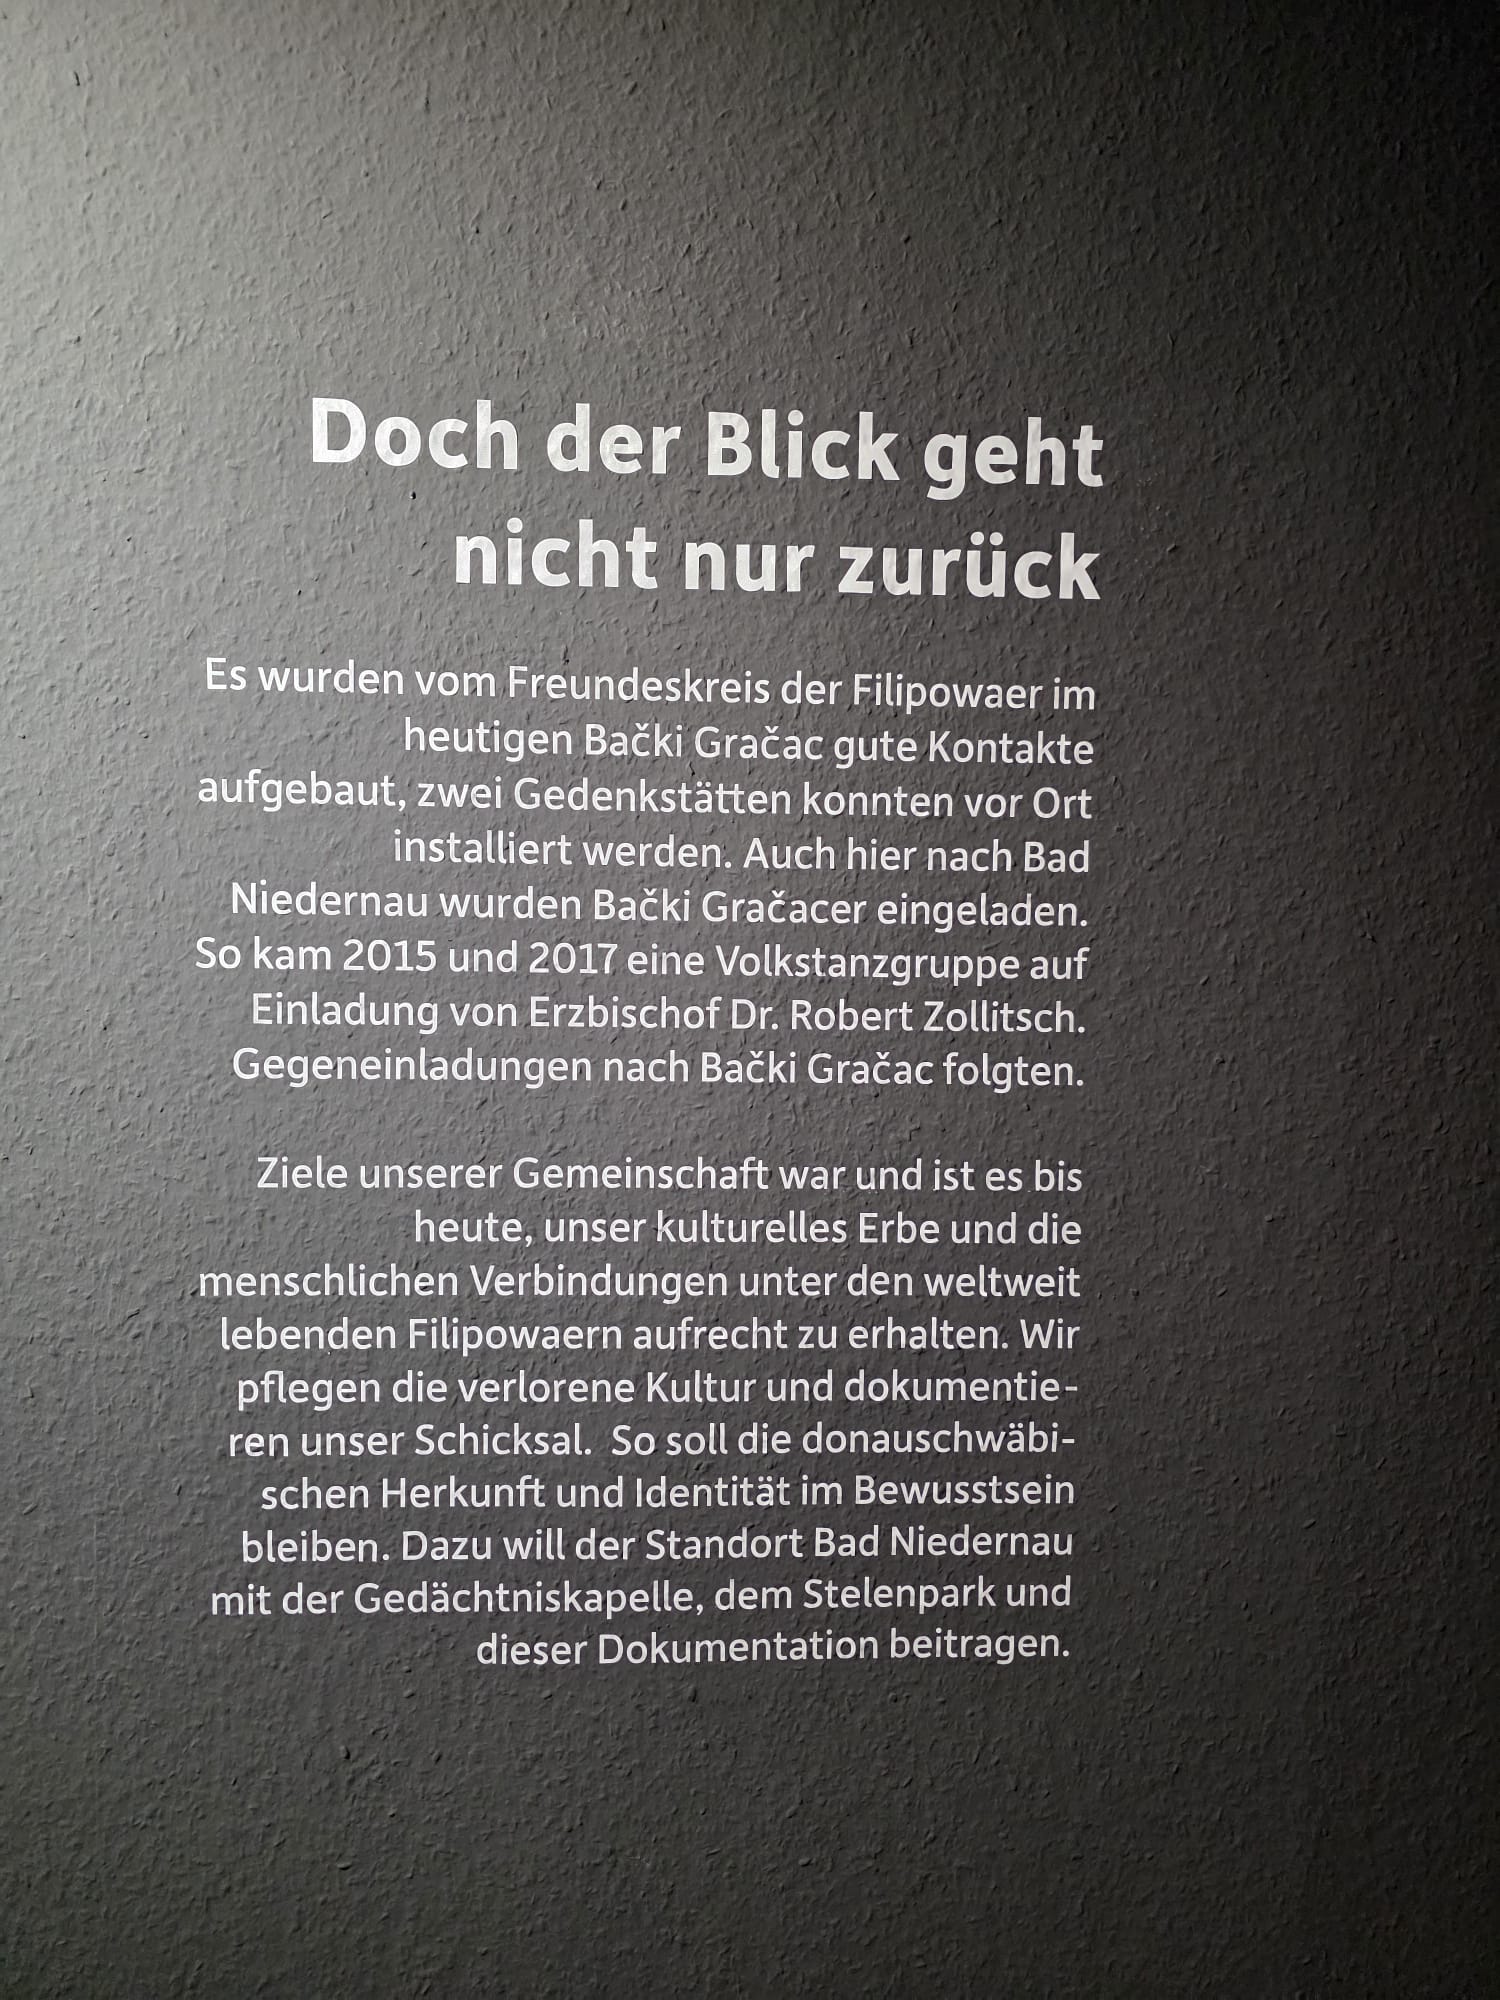 Doch der Blick geht
nicht nur zurück
Es wurden vom Freundeskreis der Filipowaer im
heutigen Bački Gračac gute Kontakte
aufgebaut, zwei Gedenkstätten konnten vor Ort
installiert werden. Auch hier nach Bad
Niedernau wurden Bački Gračacer eingeladen.
So kam 2015 und 2017 eine Volkstanzgruppe auf
Einladung von Erzbischof Dr. Robert Zollitsch.
Gegeneinladungen nach Bački Gračac folgten.
Ziele unserer Gemeinschaft war und ist es bis
heute, unser kulturelles Erbe und die
menschlichen Verbindungen unter den weltweit
lebenden Filipowaern aufrecht zu erhalten. Wir
pflegen die verlorene Kultur und dokumentie-
ren unser Schicksal.  So soll die donauschwäbi-
schen Herkunft und Identität im Bewusstsein
bleiben. Dazu will der Standort Bad Niedernau
mit der Gedächtniskapelle, dem Stelenpark und
dieser Dokumentation beitragen.